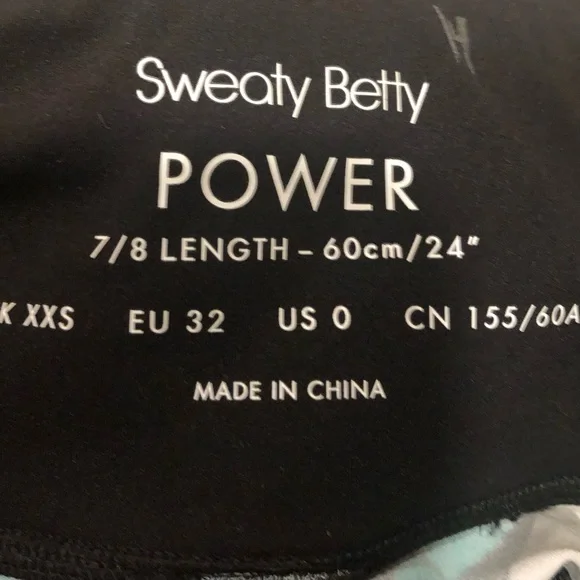 Sweaty Betty
POWER
7/8 LENGTH – 60cm/24"
K XXS EU 32 US 0 CN 155/60A
MADE IN CHINA